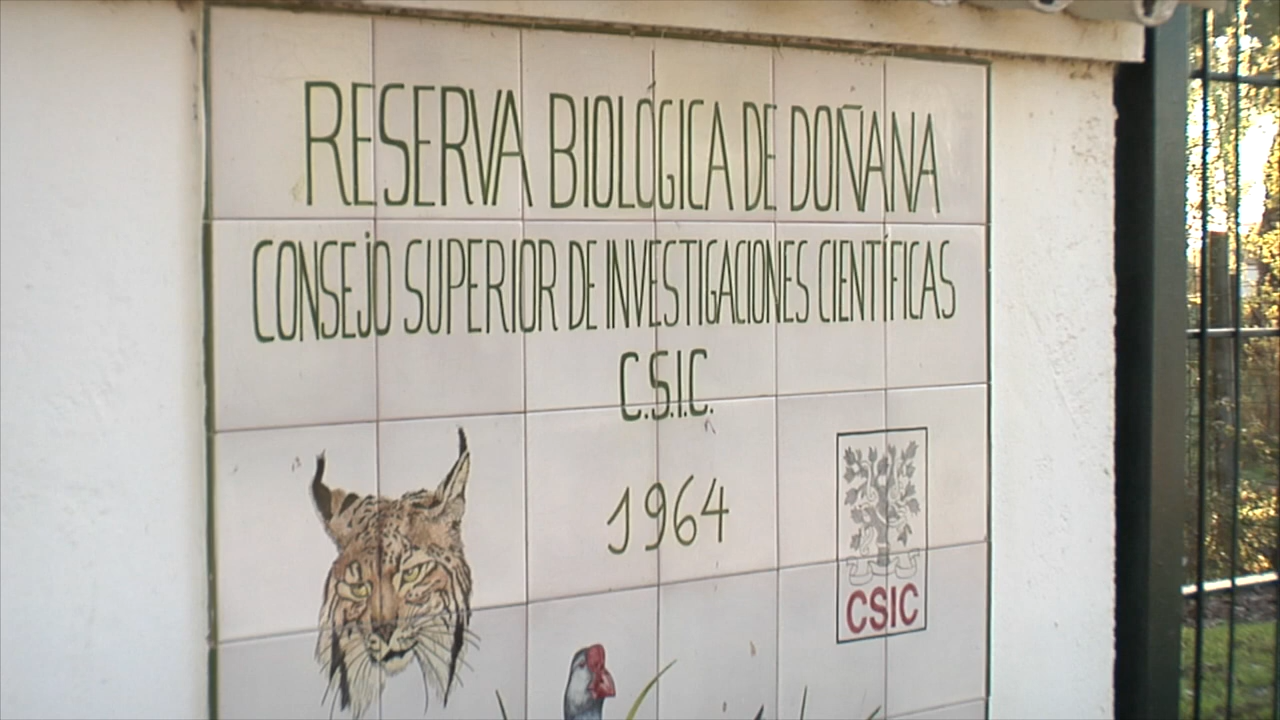 RESERVA BIOLÓGICA DE DOÑANA
CONSEJO SUPERIOR DE INVESTIGACIONES CIENTÍFICAS
C.S.I.C.
1964
CSIC